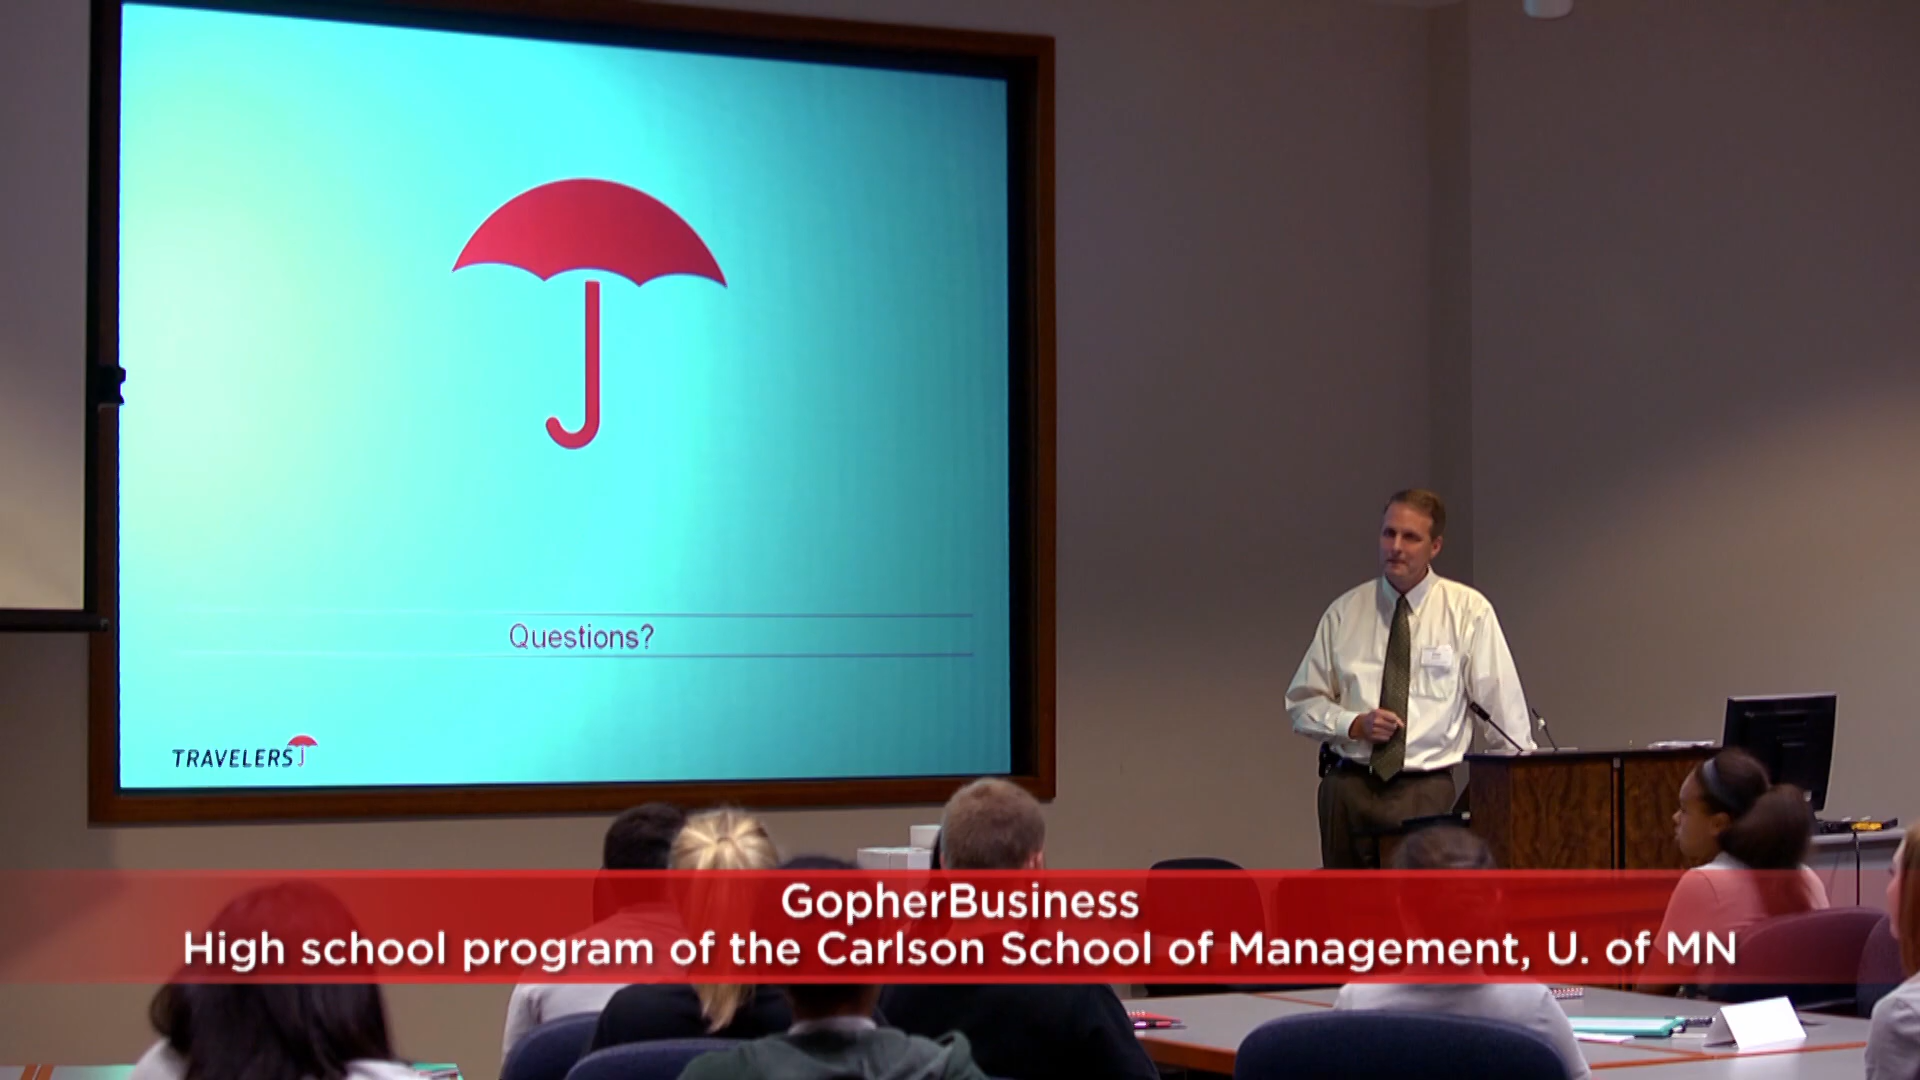 Questions?
TRAVELERS
GopherBusiness
High school program of the Carlson School of Management, U. of MN